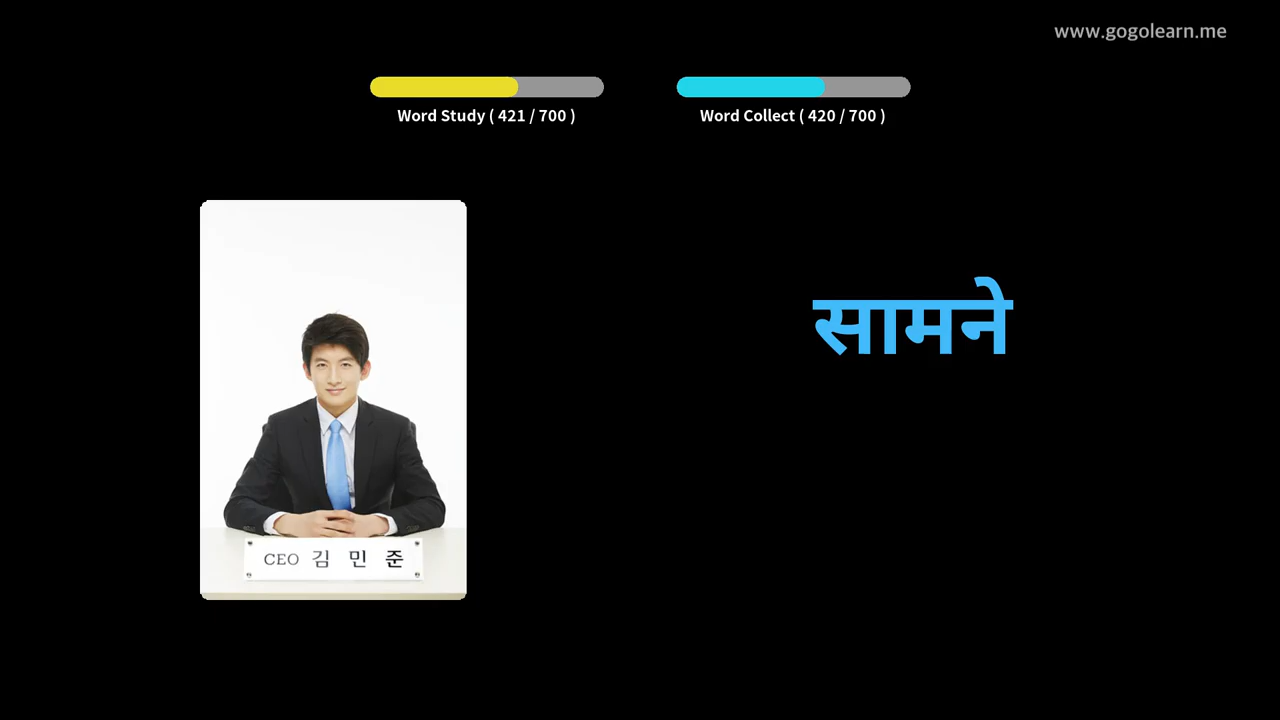 www.gogolearn.me
Word Study ( 421 / 700 )
Word Collect ( 420 / 700 )
सामने
CEO 김 민 준